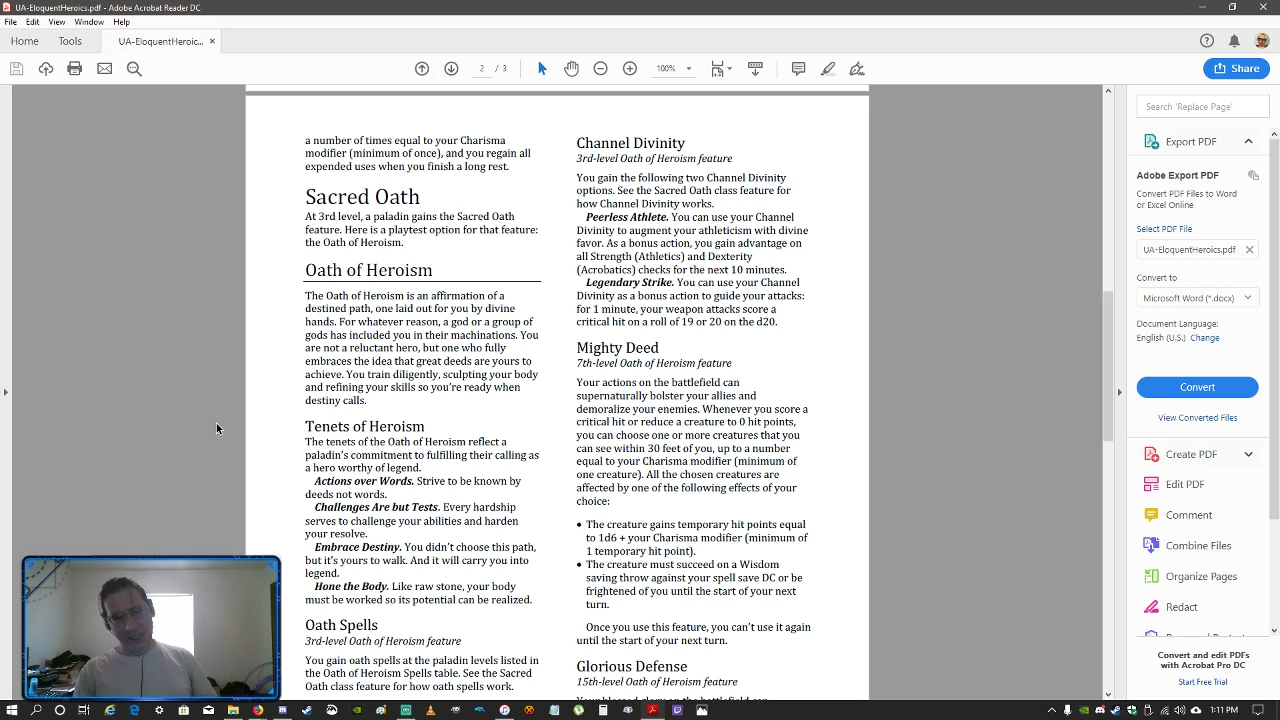 UA-EloquentHeroics.pdf - Adobe Acrobat Reader DC
File Edit View Window Help
Home Tools UA-EloquentHeroic... ×
2 / 3
100%
Share
a number of times equal to your Charisma
modifier (minimum of once), and you regain all
expended uses when you finish a long rest.
Sacred Oath
At 3rd level, a paladin gains the Sacred Oath
feature. Here is a playtest option for that feature:
the Oath of Heroism.
Oath of Heroism
The Oath of Heroism is an affirmation of a
destined path, one laid out for you by divine
hands. For whatever reason, a god or a group of
gods has included you in their machinations. You
are not a reluctant hero, but one who fully
embraces the idea that great deeds are yours to
achieve. You train diligently, sculpting your body
and refining your skills so you're ready when
destiny calls.
Tenets of Heroism
The tenets of the Oath of Heroism reflect a
paladin's commitment to fulfilling their calling as
a hero worthy of legend.
Actions over Words. Strive to be known by
deeds not words.
Challenges Are but Tests. Every hardship
serves to challenge your abilities and harden
your resolve.
Embrace Destiny. You didn't choose this path,
but it's yours to walk. And it will carry you into
legend.
Hone the Body. Like raw stone, your body
must be worked so its potential can be realized.
Oath Spells
3rd-level Oath of Heroism feature
You gain oath spells at the paladin levels listed in
the Oath of Heroism Spells table. See the Sacred
Oath class feature for how oath spells work.
Channel Divinity
3rd-level Oath of Heroism feature
You gain the following two Channel Divinity
options. See the Sacred Oath class feature for
how Channel Divinity works.
Peerless Athlete. You can use your Channel
Divinity to augment your athleticism with divine
favor. As a bonus action, you gain advantage on
all Strength (Athletics) and Dexterity
(Acrobatics) checks for the next 10 minutes.
Legendary Strike. You can use your Channel
Divinity as a bonus action to guide your attacks:
for 1 minute, your weapon attacks score a
critical hit on a roll of 19 or 20 on the d20.
Mighty Deed
7th-level Oath of Heroism feature
Your actions on the battlefield can
supernaturally bolster your allies and
demoralize your enemies. Whenever you score a
critical hit or reduce a creature to 0 hit points,
you can choose one or more creatures that you
can see within 30 feet of you, up to a number
equal to your Charisma modifier (minimum of
one creature). All the chosen creatures are
affected by one of the following effects of your
choice:
• The creature gains temporary hit points equal
to 1d6 + your Charisma modifier (minimum of
1 temporary hit point).
• The creature must succeed on a Wisdom
saving throw against your spell save DC or be
frightened of you until the start of your next
turn.
Once you use this feature, you can't use it again
until the start of your next turn.
Glorious Defense
15th-level Oath of Heroism feature
Search 'Replace Page'
Export PDF
Adobe Export PDF
Convert PDF Files to Word
or Excel Online
Select PDF File
UA-EloquentHeroics.pdf
Convert to
Microsoft Word (*.docx)
Document Language:
English (U.S.) Change
Convert
View Converted Files
Create PDF
Edit PDF
Comment
Combine Files
Organize Pages
Redact
Convert and edit PDFs
with Acrobat Pro DC
Start Free Trial
1:11 PM